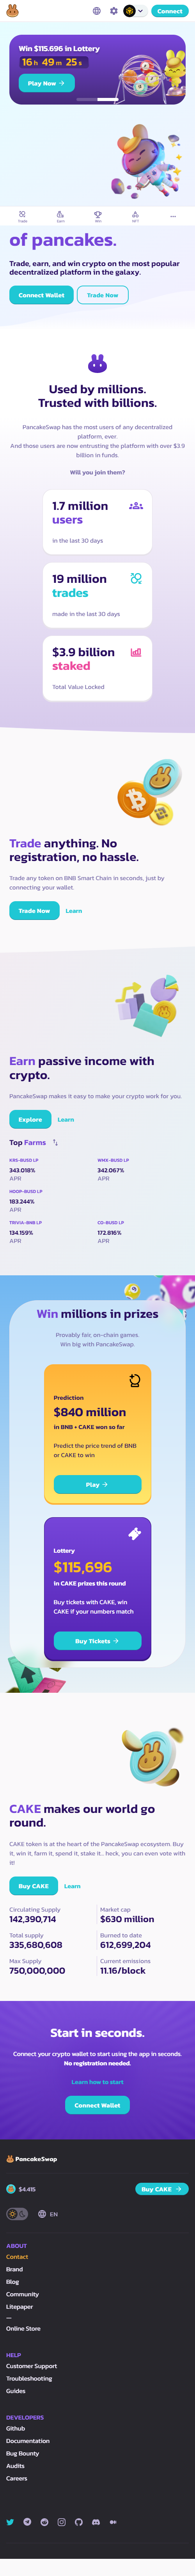 Connect
Win $115.696 in Lottery
16 h 49 m 25 s
Play Now
Trade
Earn
Win
NFT
of pancakes.
Trade, earn, and win crypto on the most popular
decentralized platform in the galaxy.
Connect Wallet
Trade Now
Used by millions.
Trusted with billions.
PancakeSwap has the most users of any decentralized
platform, ever.
And those users are now entrusting the platform with over $3.9
billion in funds.
Will you join them?
1.7 million
users
in the last 30 days
19 million
trades
made in the last 30 days
$3.9 billion
staked
Total Value Locked
Trade anything. No
registration, no hassle.
Trade any token on BNB Smart Chain in seconds, just by
connecting your wallet.
Trade Now
Learn
Earn passive income with
crypto.
PancakeSwap makes it easy to make your crypto work for you.
Explore
Learn
Top Farms
KRS-BUSD LP
343.018%
APR
WMX-BUSD LP
342.067%
APR
HOOP-BUSD LP
183.244%
APR
TRIVIA-BNB LP
134.159%
APR
CO-BUSD LP
172.816%
APR
Win millions in prizes
Provably fair, on-chain games.
Win big with PancakeSwap.
Prediction
$840 million
in BNB + CAKE won so far
Predict the price trend of BNB
or CAKE to win
Play
Lottery
$115,696
in CAKE prizes this round
Buy tickets with CAKE, win
CAKE if your numbers match
Buy Tickets
CAKE makes our world go
round.
CAKE token is at the heart of the PancakeSwap ecosystem. Buy
it, win it, farm it, spend it, stake it... heck, you can even vote with
it!
Buy CAKE
Learn
Circulating Supply
142,390,714
Market cap
$630 million
Total supply
335,680,608
Burned to date
612,699,204
Max Supply
750,000,000
Current emissions
11.16/block
Start in seconds.
Connect your crypto wallet to start using the app in seconds.
No registration needed.
Learn how to start
Connect Wallet
PancakeSwap
$4.415
Buy CAKE
EN
ABOUT
Contact
Brand
Blog
Community
Litepaper
—
Online Store
HELP
Customer Support
Troubleshooting
Guides
DEVELOPERS
Github
Documentation
Bug Bounty
Audits
Careers